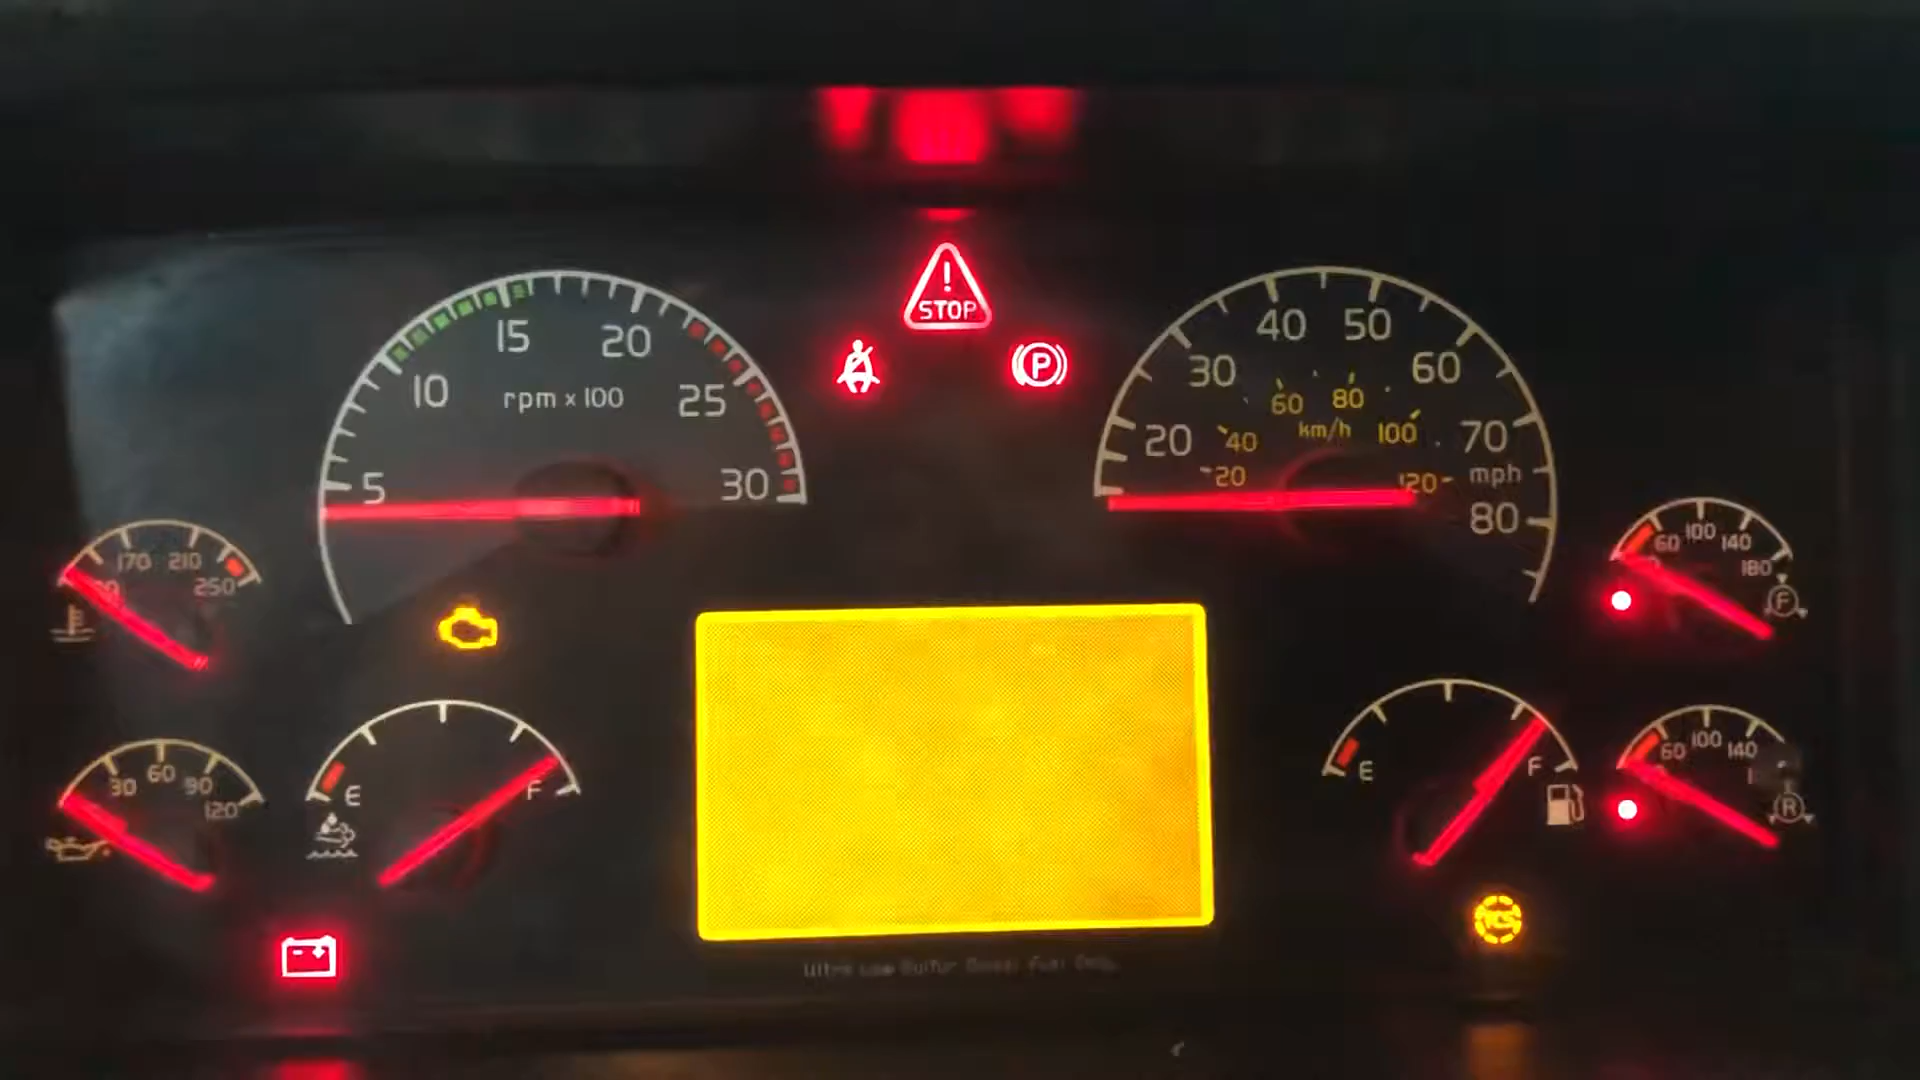 ! STOP
15 20
10 rpm x 100 25
5 30
P
40 50
30 60
20 70
mph
80
60 80
40 km/h 100
20 120
170 210
250
60 100 140
180
F
30 60 90
120
E F
E F
60 100 140
R
TCS
Ultra Low Sulfur Diesel Fuel Only